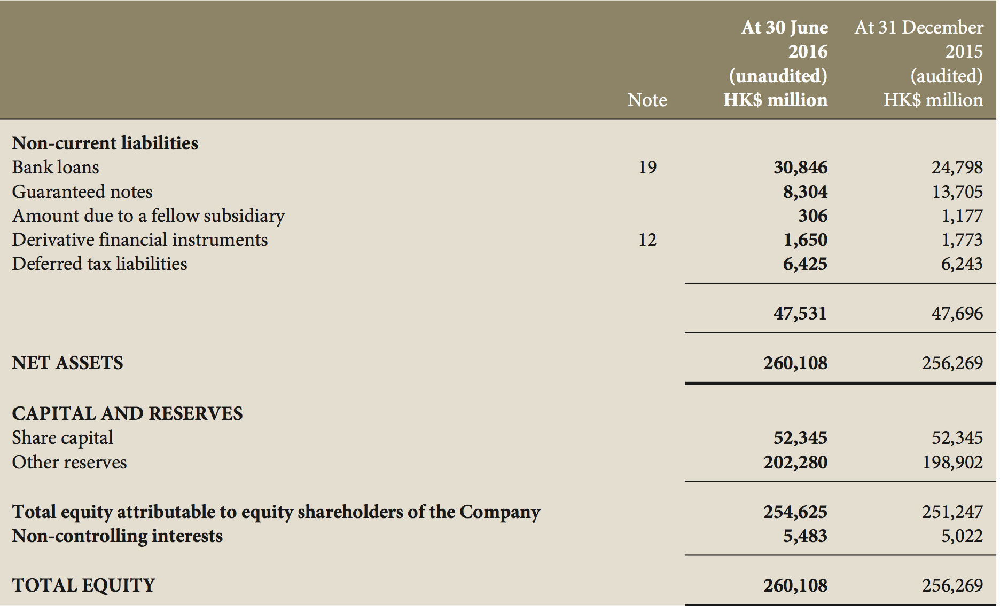 At 30 June At 31 December
2016 2015
(unaudited) (audited)
Note HK$ million HK$ million
Non-current liabilities
Bank loans 19 30,846 24,798
Guaranteed notes 8,304 13,705
Amount due to a fellow subsidiary 306 1,177
Derivative financial instruments 12 1,650 1,773
Deferred tax liabilities 6,425 6,243
47,531 47,696
NET ASSETS 260,108 256,269
CAPITAL AND RESERVES
Share capital 52,345 52,345
Other reserves 202,280 198,902
Total equity attributable to equity shareholders of the Company 254,625 251,247
Non-controlling interests 5,483 5,022
TOTAL EQUITY 260,108 256,269